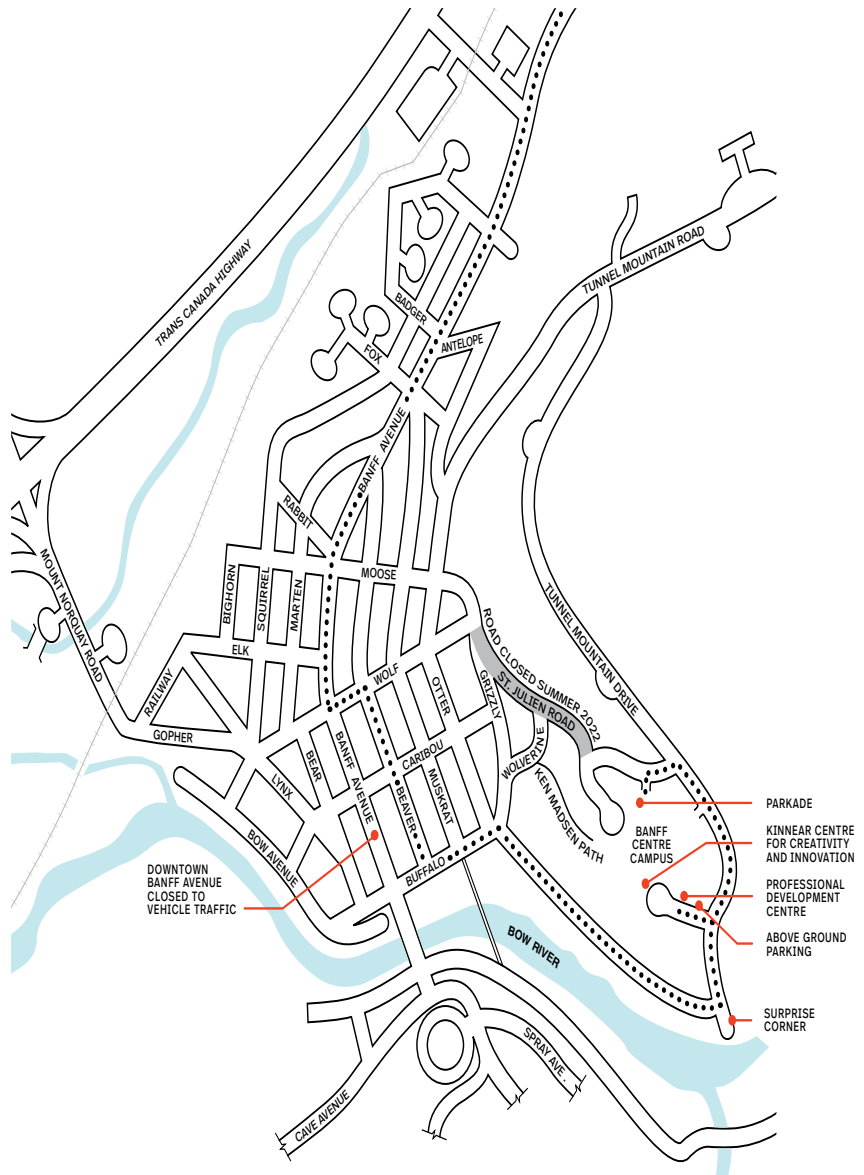 TRANS CANADA HIGHWAY
TUNNEL MOUNTAIN ROAD
BADGER
ANTELOPE
FOX
BANFF AVENUE
RABBIT
MOOSE
BIGHORN
SQUIRREL
MARTEN
MOUNT NORQUAY ROAD
TUNNEL MOUNTAIN DRIVE
ROAD CLOSED SUMMER 2022
ST. JULIEN ROAD
ELK
WOLF
RAILWAY
OTTER
GRIZZLY
GOPHER
BEAR
BANFF AVENUE
CARIBOU
WOLVERINE
LYNX
BEAVER
MUSKRAT
KEN MADSEN PATH
BOW AVENUE
BUFFALO
PARKADE
BANFF
CENTRE
CAMPUS
KINNEAR CENTRE
FOR CREATIVITY
AND INNOVATION
DOWNTOWN
BANFF AVENUE
CLOSED TO
VEHICLE TRAFFIC
PROFESSIONAL
DEVELOPMENT
CENTRE
ABOVE GROUND
PARKING
BOW RIVER
SURPRISE
CORNER
SPRAY AVE.
CAVE AVENUE